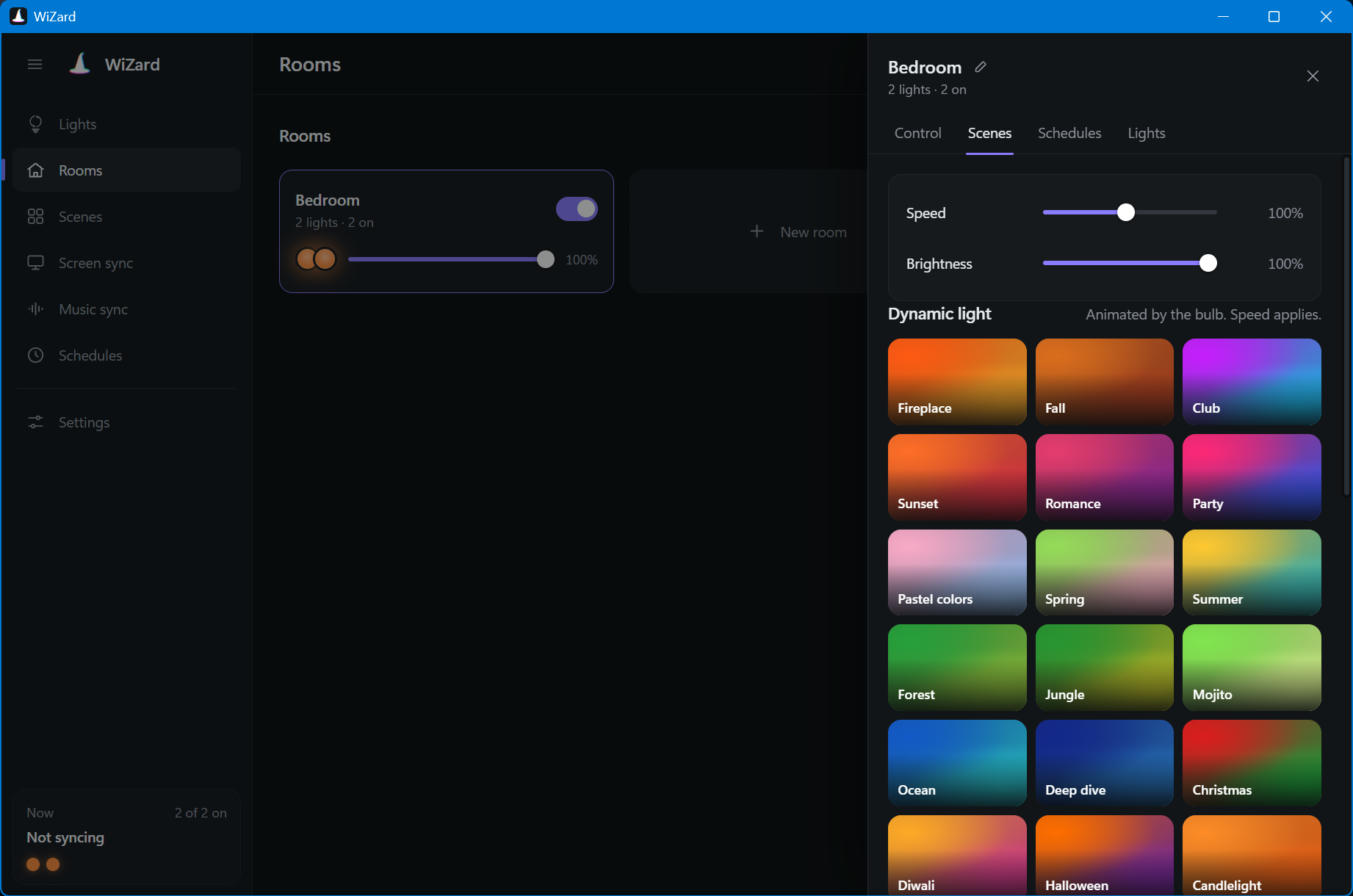 WiZard
WiZard
Lights
Rooms
Scenes
Screen sync
Music sync
Schedules
Settings
Now 2 of 2 on
Not syncing
Rooms
Rooms
Bedroom
2 lights · 2 on
100%
+ New room
Bedroom
2 lights · 2 on
Control Scenes Schedules Lights
Speed 100%
Brightness 100%
Dynamic light Animated by the bulb. Speed applies.
Fireplace Fall Club
Sunset Romance Party
Pastel colors Spring Summer
Forest Jungle Mojito
Ocean Deep dive Christmas
Diwali Halloween Candlelight